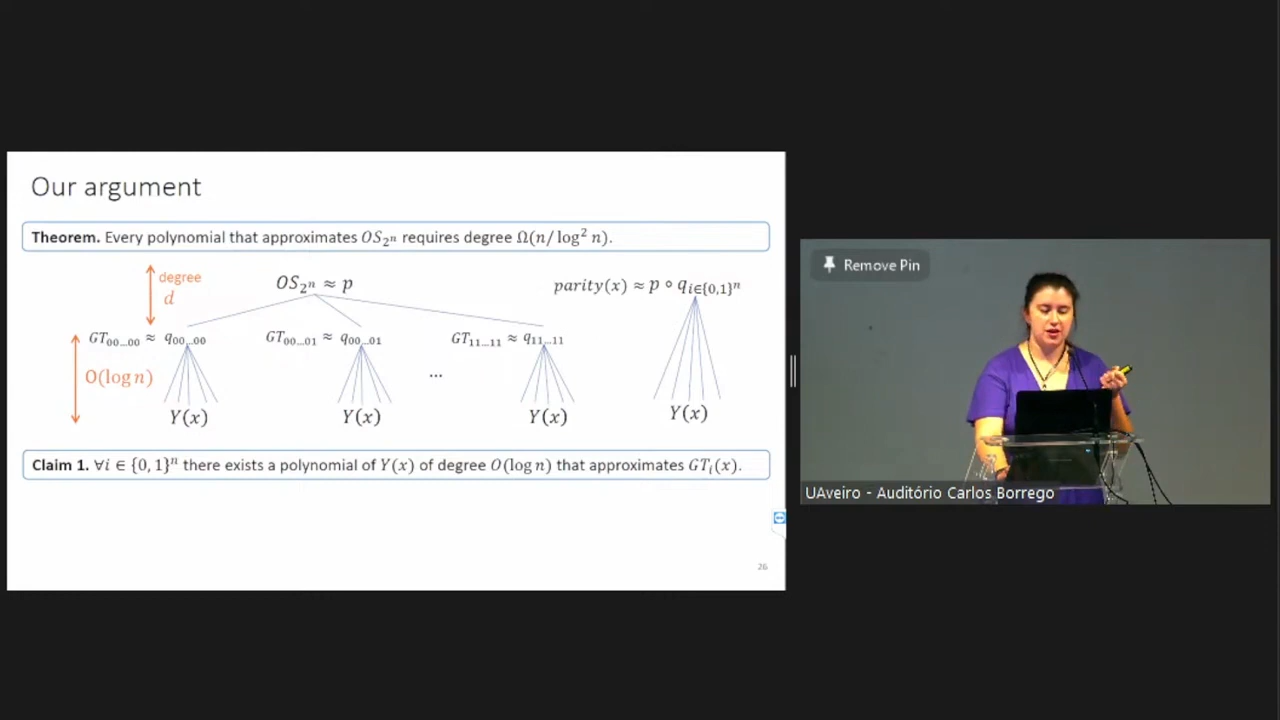 Our argument
Theorem. Every polynomial that approximates OS_{2^n} requires degree Ω(n/log² n).
degree
d
OS_{2^n} ≈ p
parity(x) ≈ p ∘ q_{i∈{0,1}^n}
GT_{00…00} ≈ q_{00…00}
GT_{00…01} ≈ q_{00…01}
GT_{11…11} ≈ q_{11…11}
O(log n)
...
Y(x)
Y(x)
Y(x)
Y(x)
Claim 1. ∀i ∈ {0, 1}^n there exists a polynomial of Y(x) of degree O(log n) that approximates GT_i(x).
26
Remove Pin
UAveiro - Auditório Carlos Borrego